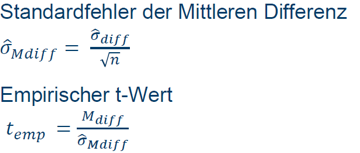 Standardfehler der Mittleren Differenz
σ̂_Mdiff = σ̂_diff / √n
Empirischer t-Wert
t_emp = M_diff / σ̂_Mdiff